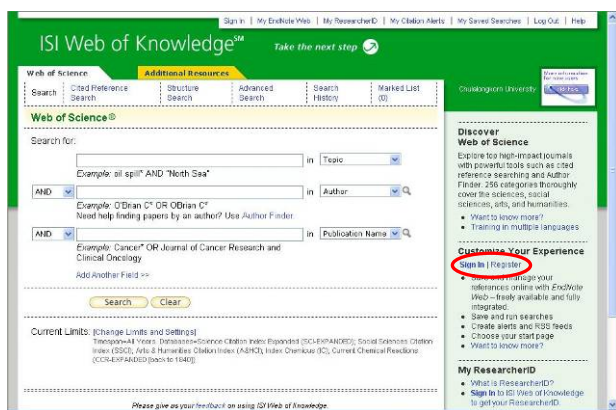 Sign In | My EndNote Web | My ResearcherID | My Citation Alerts | My Saved Searches | Log Out | Help
ISI Web of Knowledge℠
Take the next step
Web of Science
Additional Resources
Search
Cited Reference Search
Structure Search
Advanced Search
Search History
Marked List (0)
Chulalongkorn University
Web of Science®
Search for:
in Topic
Example: oil spill* AND "North Sea"
AND in Author
Example: O'Brian C* OR OBrian C*
Need help finding papers by an author? Use Author Finder.
AND in Publication Name
Example: Cancer* OR Journal of Cancer Research and
Clinical Oncology
Add Another Field >>
Search Clear
Current Limits: [Change Limits and Settings]
Timespan=All Years. Databases=Science Citation Index Expanded (SCI-EXPANDED); Social Sciences Citation
Index (SSCI); Arts & Humanities Citation Index (A&HCI); Index Chemicus (IC); Current Chemical Reactions
(CCR-EXPANDED [back to 1840])
Please give us your feedback on using ISI Web of Knowledge.
Discover
Web of Science
Explore top high-impact journals
with powerful tools such as cited
reference searching and Author
Finder. 256 categories thoroughly
cover the sciences, social
sciences, arts, and humanities.
• Want to know more?
• Training in multiple languages
Customize Your Experience
Sign In | Register
• manage your
references online with EndNote
Web – freely available and fully
integrated.
• Save and run searches
• Create alerts and RSS feeds
• Choose your start page
• Want to know more?
My ResearcherID
• What is ResearcherID?
• Sign In to ISI Web of Knowledge
to get your ResearcherID.